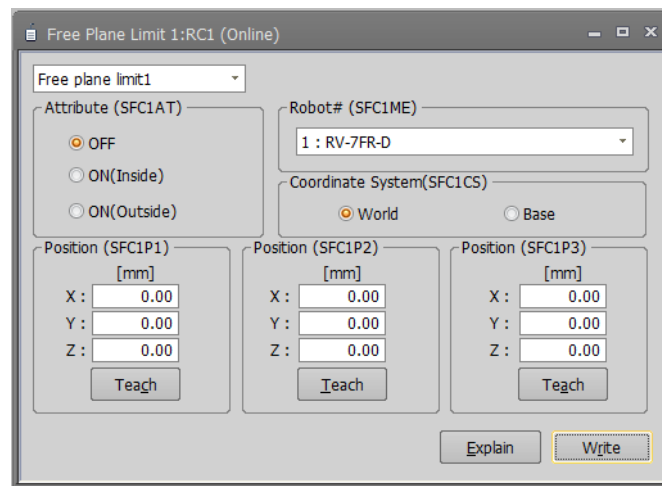 Free Plane Limit 1:RC1 (Online)
Free plane limit1
Attribute (SFC1AT)
OFF
ON(Inside)
ON(Outside)
Robot# (SFC1ME)
1 : RV-7FR-D
Coordinate System(SFC1CS)
World Base
Position (SFC1P1)
[mm]
X : 0.00
Y : 0.00
Z : 0.00
Teach
Position (SFC1P2)
[mm]
X : 0.00
Y : 0.00
Z : 0.00
Teach
Position (SFC1P3)
[mm]
X : 0.00
Y : 0.00
Z : 0.00
Teach
Explain Write